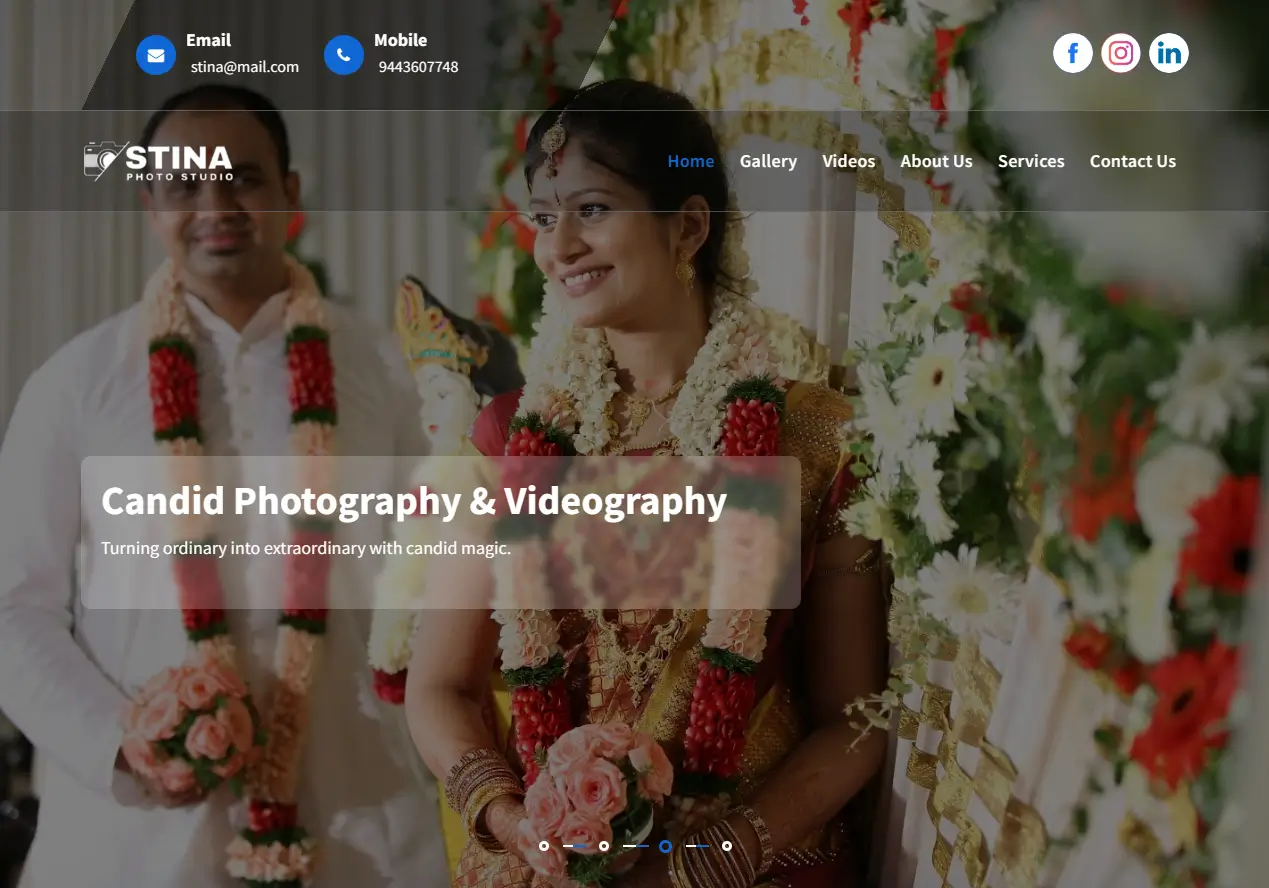 Email
stina@mail.com
Mobile
9443607748
f
in
STINA
PHOTO STUDIO
Home
Gallery
Videos
About Us
Services
Contact Us
Candid Photography & Videography
Turning ordinary into extraordinary with candid magic.